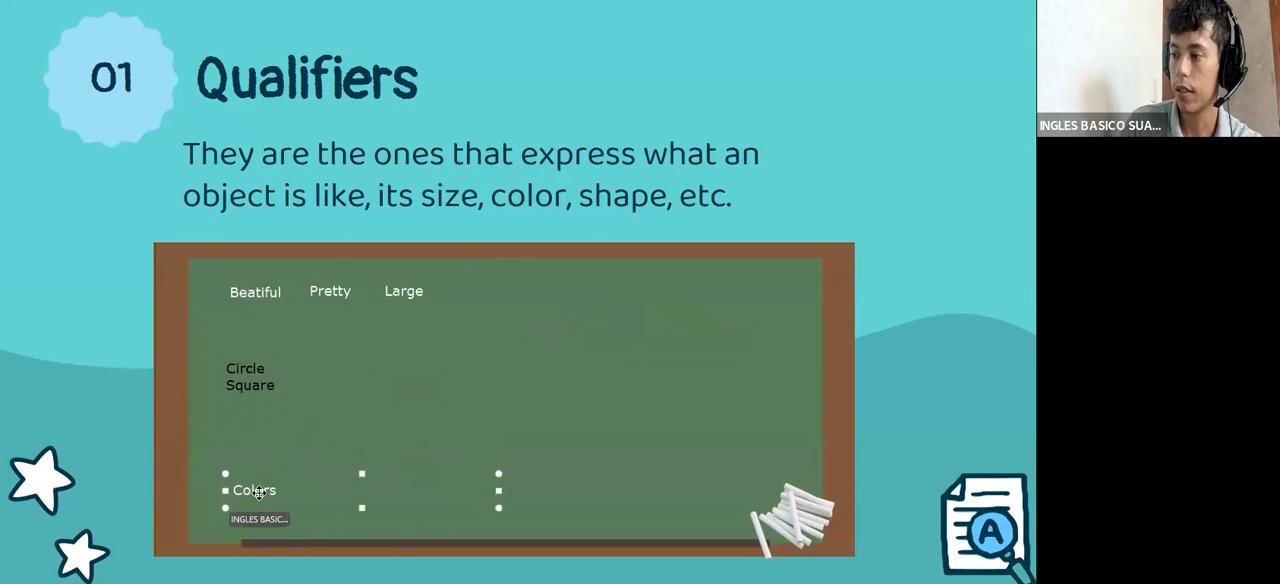 01
Qualifiers
They are the ones that express what an
object is like, its size, color, shape, etc.
Beatiful Pretty Large
Circle
Square
Colors
INGLES BASIC...
A
INGLES BASICO SUA...